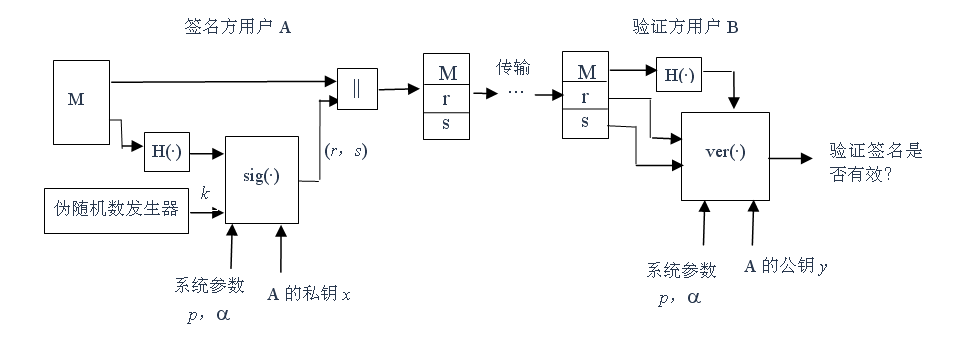 签名方用户 A
验证方用户 B
M
H(·)
伪随机数发生器
k
sig(·)
系统参数
p，α
A 的私钥 x
(r，s)
||
M
r
s
传输
…
M
r
s
H(·)
ver(·)
系统参数
p，α
A 的公钥 y
验证签名是
否有效?